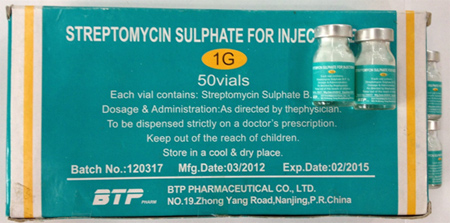 STREPTOMYCIN SULPHATE FOR INJEC
1G
50vials
Each vial contains: Streptomycin Sulphate B.
Dosage & Administration:As directed by thephysician.
To be dispensed strictly on a doctor's prescription.
Keep out of the reach of children.
Store in a cool & dry place.
Batch No.:120317 Mfg.Date:03/2012 Exp.Date:02/2015
BTP PHARM
BTP PHARMACEUTICAL CO., LTD.
NO.19.Zhong Yang Road,Nanjing,P.R.China